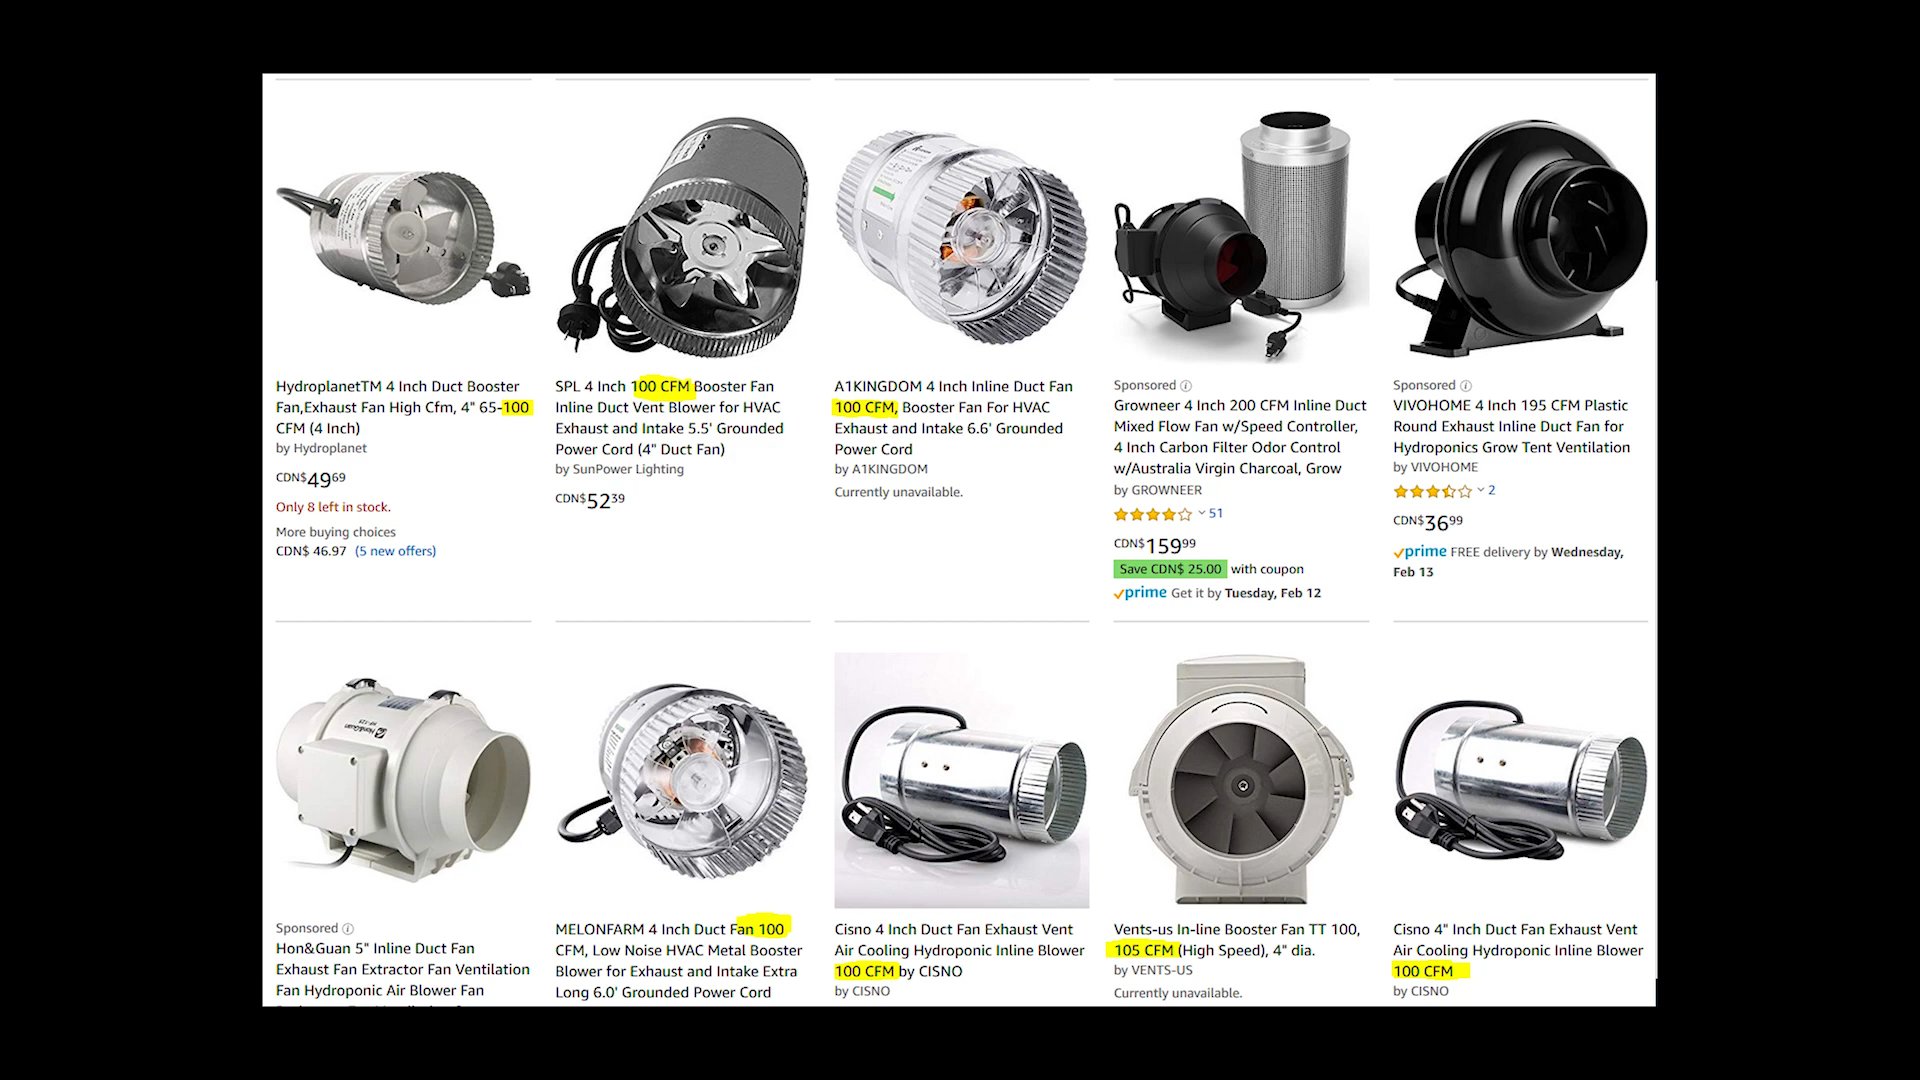 HydroplanetTM 4 Inch Duct Booster
Fan,Exhaust Fan High Cfm, 4" 65-100
CFM (4 Inch)
by Hydroplanet
CDN$ 49 69
Only 8 left in stock.
More buying choices
CDN$ 46.97 (5 new offers)
SPL 4 Inch 100 CFM Booster Fan
Inline Duct Vent Blower for HVAC
Exhaust and Intake 5.5' Grounded
Power Cord (4" Duct Fan)
by SunPower Lighting
CDN$ 52 39
A1KINGDOM 4 Inch Inline Duct Fan
100 CFM, Booster Fan For HVAC
Exhaust and Intake 6.6' Grounded
Power Cord
by A1KINGDOM
Currently unavailable.
Sponsored
Growneer 4 Inch 200 CFM Inline Duct
Mixed Flow Fan w/Speed Controller,
4 Inch Carbon Filter Odor Control
w/Australia Virgin Charcoal, Grow
by GROWNEER
51
CDN$ 159 99
Save CDN$ 25.00 with coupon
prime Get it by Tuesday, Feb 12
Sponsored
VIVOHOME 4 Inch 195 CFM Plastic
Round Exhaust Inline Duct Fan for
Hydroponics Grow Tent Ventilation
by VIVOHOME
2
CDN$ 36 99
prime FREE delivery by Wednesday,
Feb 13
Hon&Guan
Sponsored
Hon&Guan 5" Inline Duct Fan
Exhaust Fan Extractor Fan Ventilation
Fan Hydroponic Air Blower Fan
MELONFARM 4 Inch Duct Fan 100
CFM, Low Noise HVAC Metal Booster
Blower for Exhaust and Intake Extra
Long 6.0' Grounded Power Cord
Cisno 4 Inch Duct Fan Exhaust Vent
Air Cooling Hydroponic Inline Blower
100 CFM by CISNO
by CISNO
Vents-us In-line Booster Fan TT 100,
105 CFM (High Speed), 4" dia.
by VENTS-US
Currently unavailable.
Cisno 4" Inch Duct Fan Exhaust Vent
Air Cooling Hydroponic Inline Blower
100 CFM
by CISNO